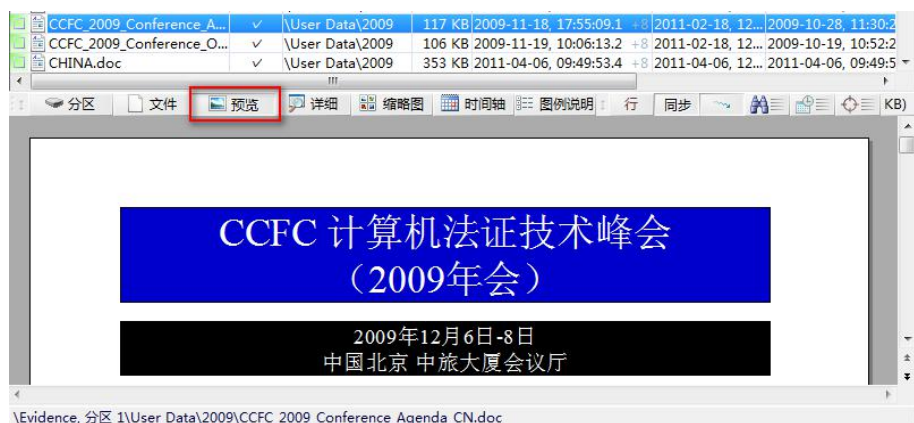 CCFC_2009_Conference_A... ✓ \User Data\2009 117 KB 2009-11-18, 17:55:09.1 +8 2011-02-18, 12... 2009-10-28, 11:30:2
CCFC_2009_Conference_O... ✓ \User Data\2009 106 KB 2009-11-19, 10:06:13.2 +8 2011-02-18, 12... 2009-10-19, 10:52:2
CHINA.doc ✓ \User Data\2009 353 KB 2011-04-06, 09:49:53.4 +8 2011-04-06, 12... 2011-04-06, 09:49:5
分区 文件 预览 详细 缩略图 时间轴 图例说明 行 同步 KB)
CCFC 计算机法证技术峰会
（2009年会）
2009年12月6日-8日
中国北京 中旅大厦会议厅
\Evidence, 分区 1\User Data\2009\CCFC_2009_Conference_Agenda_CN.doc